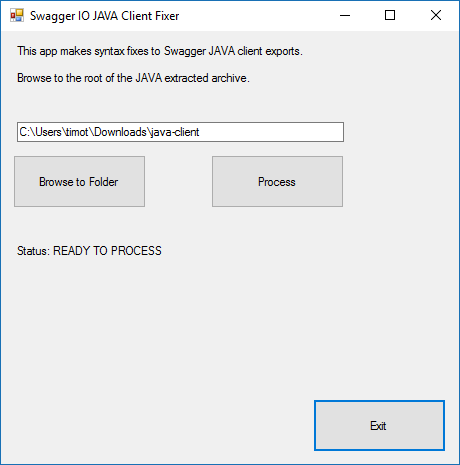 Swagger IO JAVA Client Fixer
This app makes syntax fixes to Swagger JAVA client exports.
Browse to the root of the JAVA extracted archive.
C:\Users\timot\Downloads\java-client
Browse to Folder
Process
Status: READY TO PROCESS
Exit